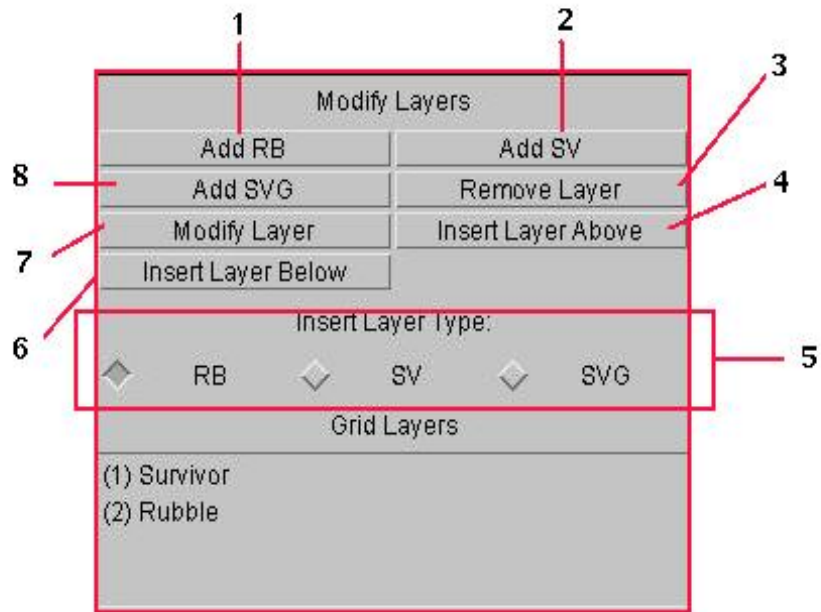 1 2
3
Modify Layers
Add RB Add SV
8 Add SVG Remove Layer 4
7 Modify Layer Insert Layer Above
6 Insert Layer Below
Insert Layer Type:
5
RB SV SVG
Grid Layers
(1) Survivor
(2) Rubble